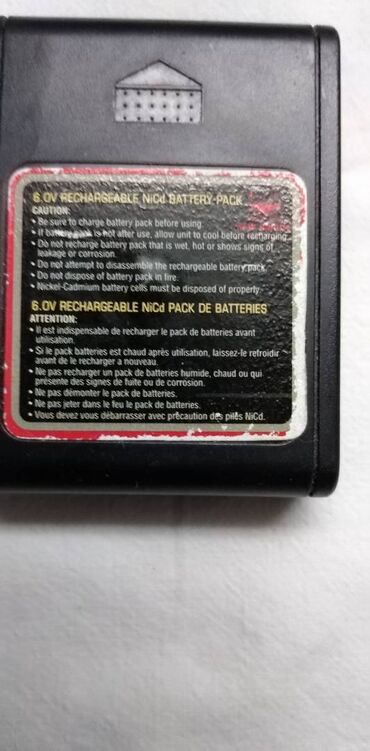 6.0V RECHARGEABLE NiCd BATTERY-PACK
CAUTION:
• Be sure to charge battery pack before using.
• If battery pack is hot after use, allow unit to cool before recharging.
• Do not recharge battery pack that is wet, hot or shows signs of
leakage or corrosion.
• Do not attempt to disassemble the rechargeable battery pack.
• Do not dispose of battery pack in fire.
• Nickel-Cadmium battery cells must be disposed of properly.
6.0V RECHARGEABLE NiCd PACK DE BATTERIES
ATTENTION:
• Il est indispensable de recharger le pack de batteries avant
utilisation.
• Si le pack batteries est chaud après utilisation, laissez-le refroidir
avant de le recharger a nouveau.
• Ne pas recharger un pack de batteries humide, chaud ou qui
présente des signes de fuite ou de corrosion.
• Ne pas démonter le pack de batteries.
• Ne pas jeter dans le feu le pack de batteries.
• Vous devez vous débarrasser avec précaution des piles NiCd.